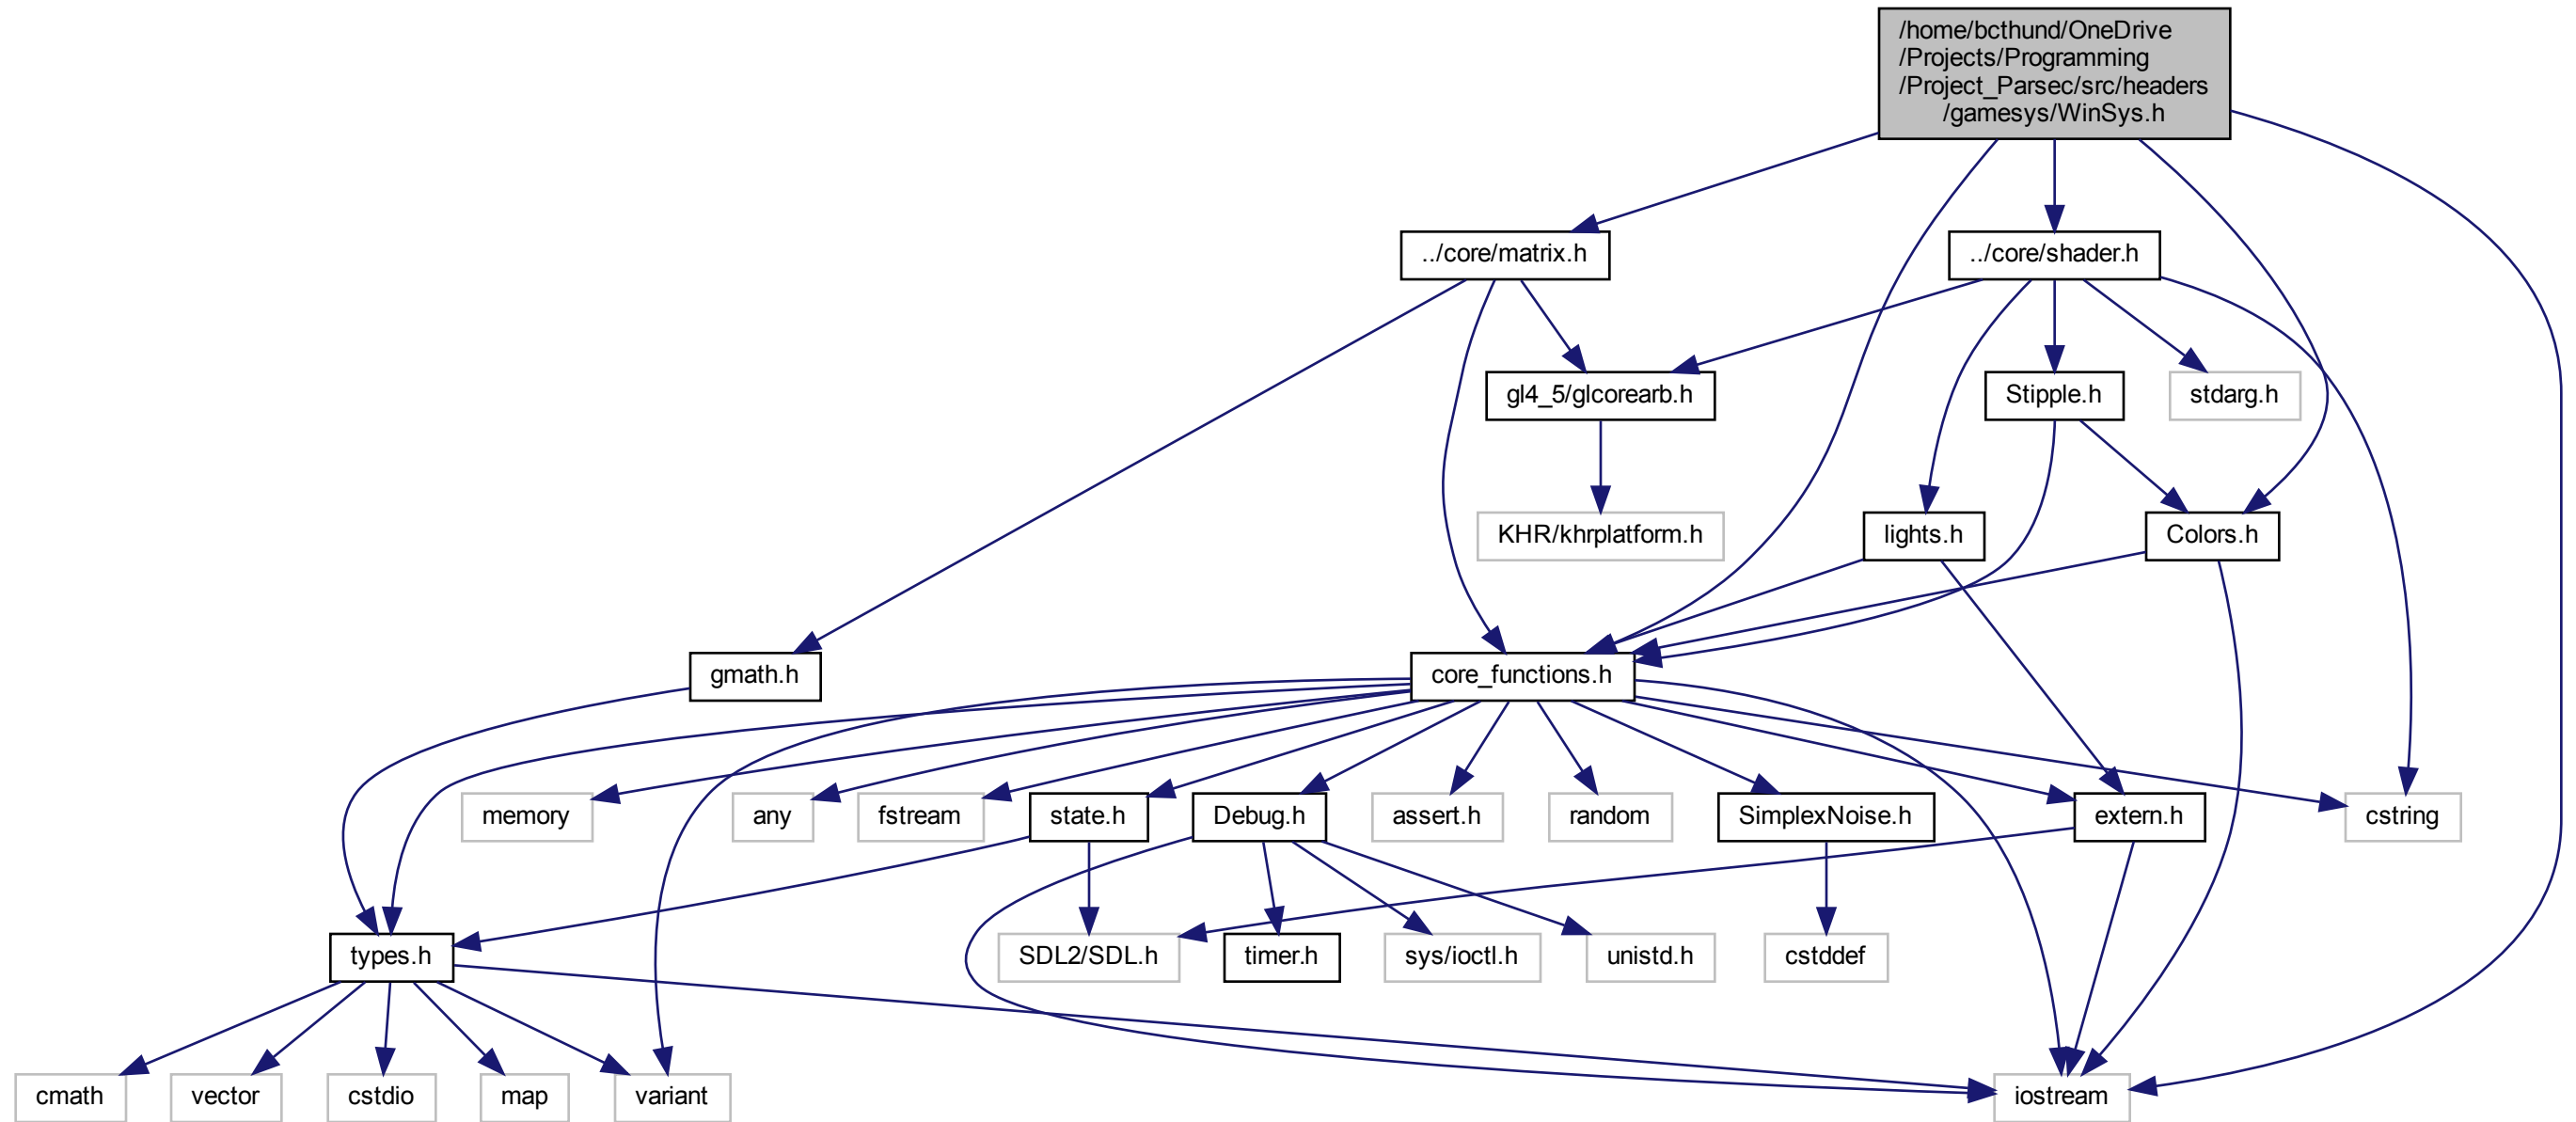 /home/bcthund/OneDrive
/Projects/Programming
/Project_Parsec/src/headers
/gamesys/WinSys.h
../core/matrix.h
../core/shader.h
gl4_5/glcorearb.h
Stipple.h
stdarg.h
KHR/khrplatform.h
lights.h
Colors.h
gmath.h
core_functions.h
memory
any
fstream
state.h
Debug.h
assert.h
random
SimplexNoise.h
extern.h
cstring
types.h
SDL2/SDL.h
timer.h
sys/ioctl.h
unistd.h
cstddef
cmath
vector
cstdio
map
variant
iostream